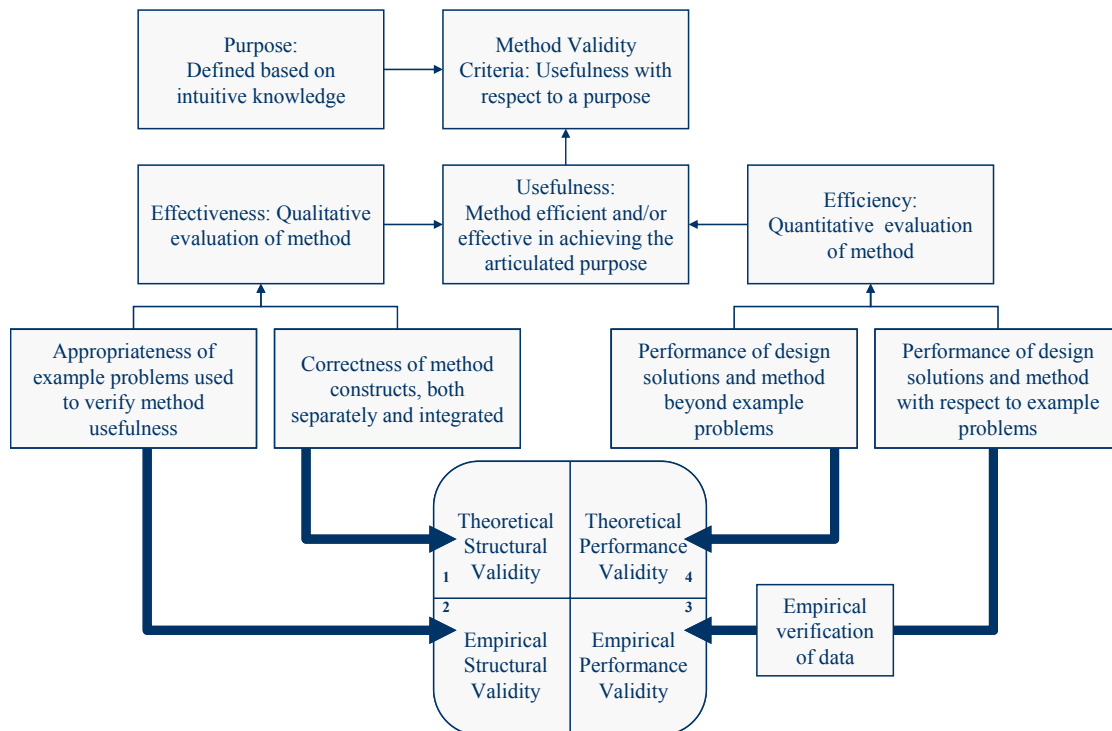 Purpose:
Defined based on
intuitive knowledge
Method Validity
Criteria: Usefulness with
respect to a purpose
Effectiveness: Qualitative
evaluation of method
Usefulness:
Method efficient and/or
effective in achieving the
articulated purpose
Efficiency:
Quantitative evaluation
of method
Appropriateness of
example problems used
to verify method
usefulness
Correctness of method
constructs, both
separately and integrated
Performance of design
solutions and method
beyond example
problems
Performance of design
solutions and method
with respect to example
problems
Theoretical
Structural
Validity
1
Theoretical
Performance
Validity
4
2
Empirical
Structural
Validity
3
Empirical
Performance
Validity
Empirical
verification
of data